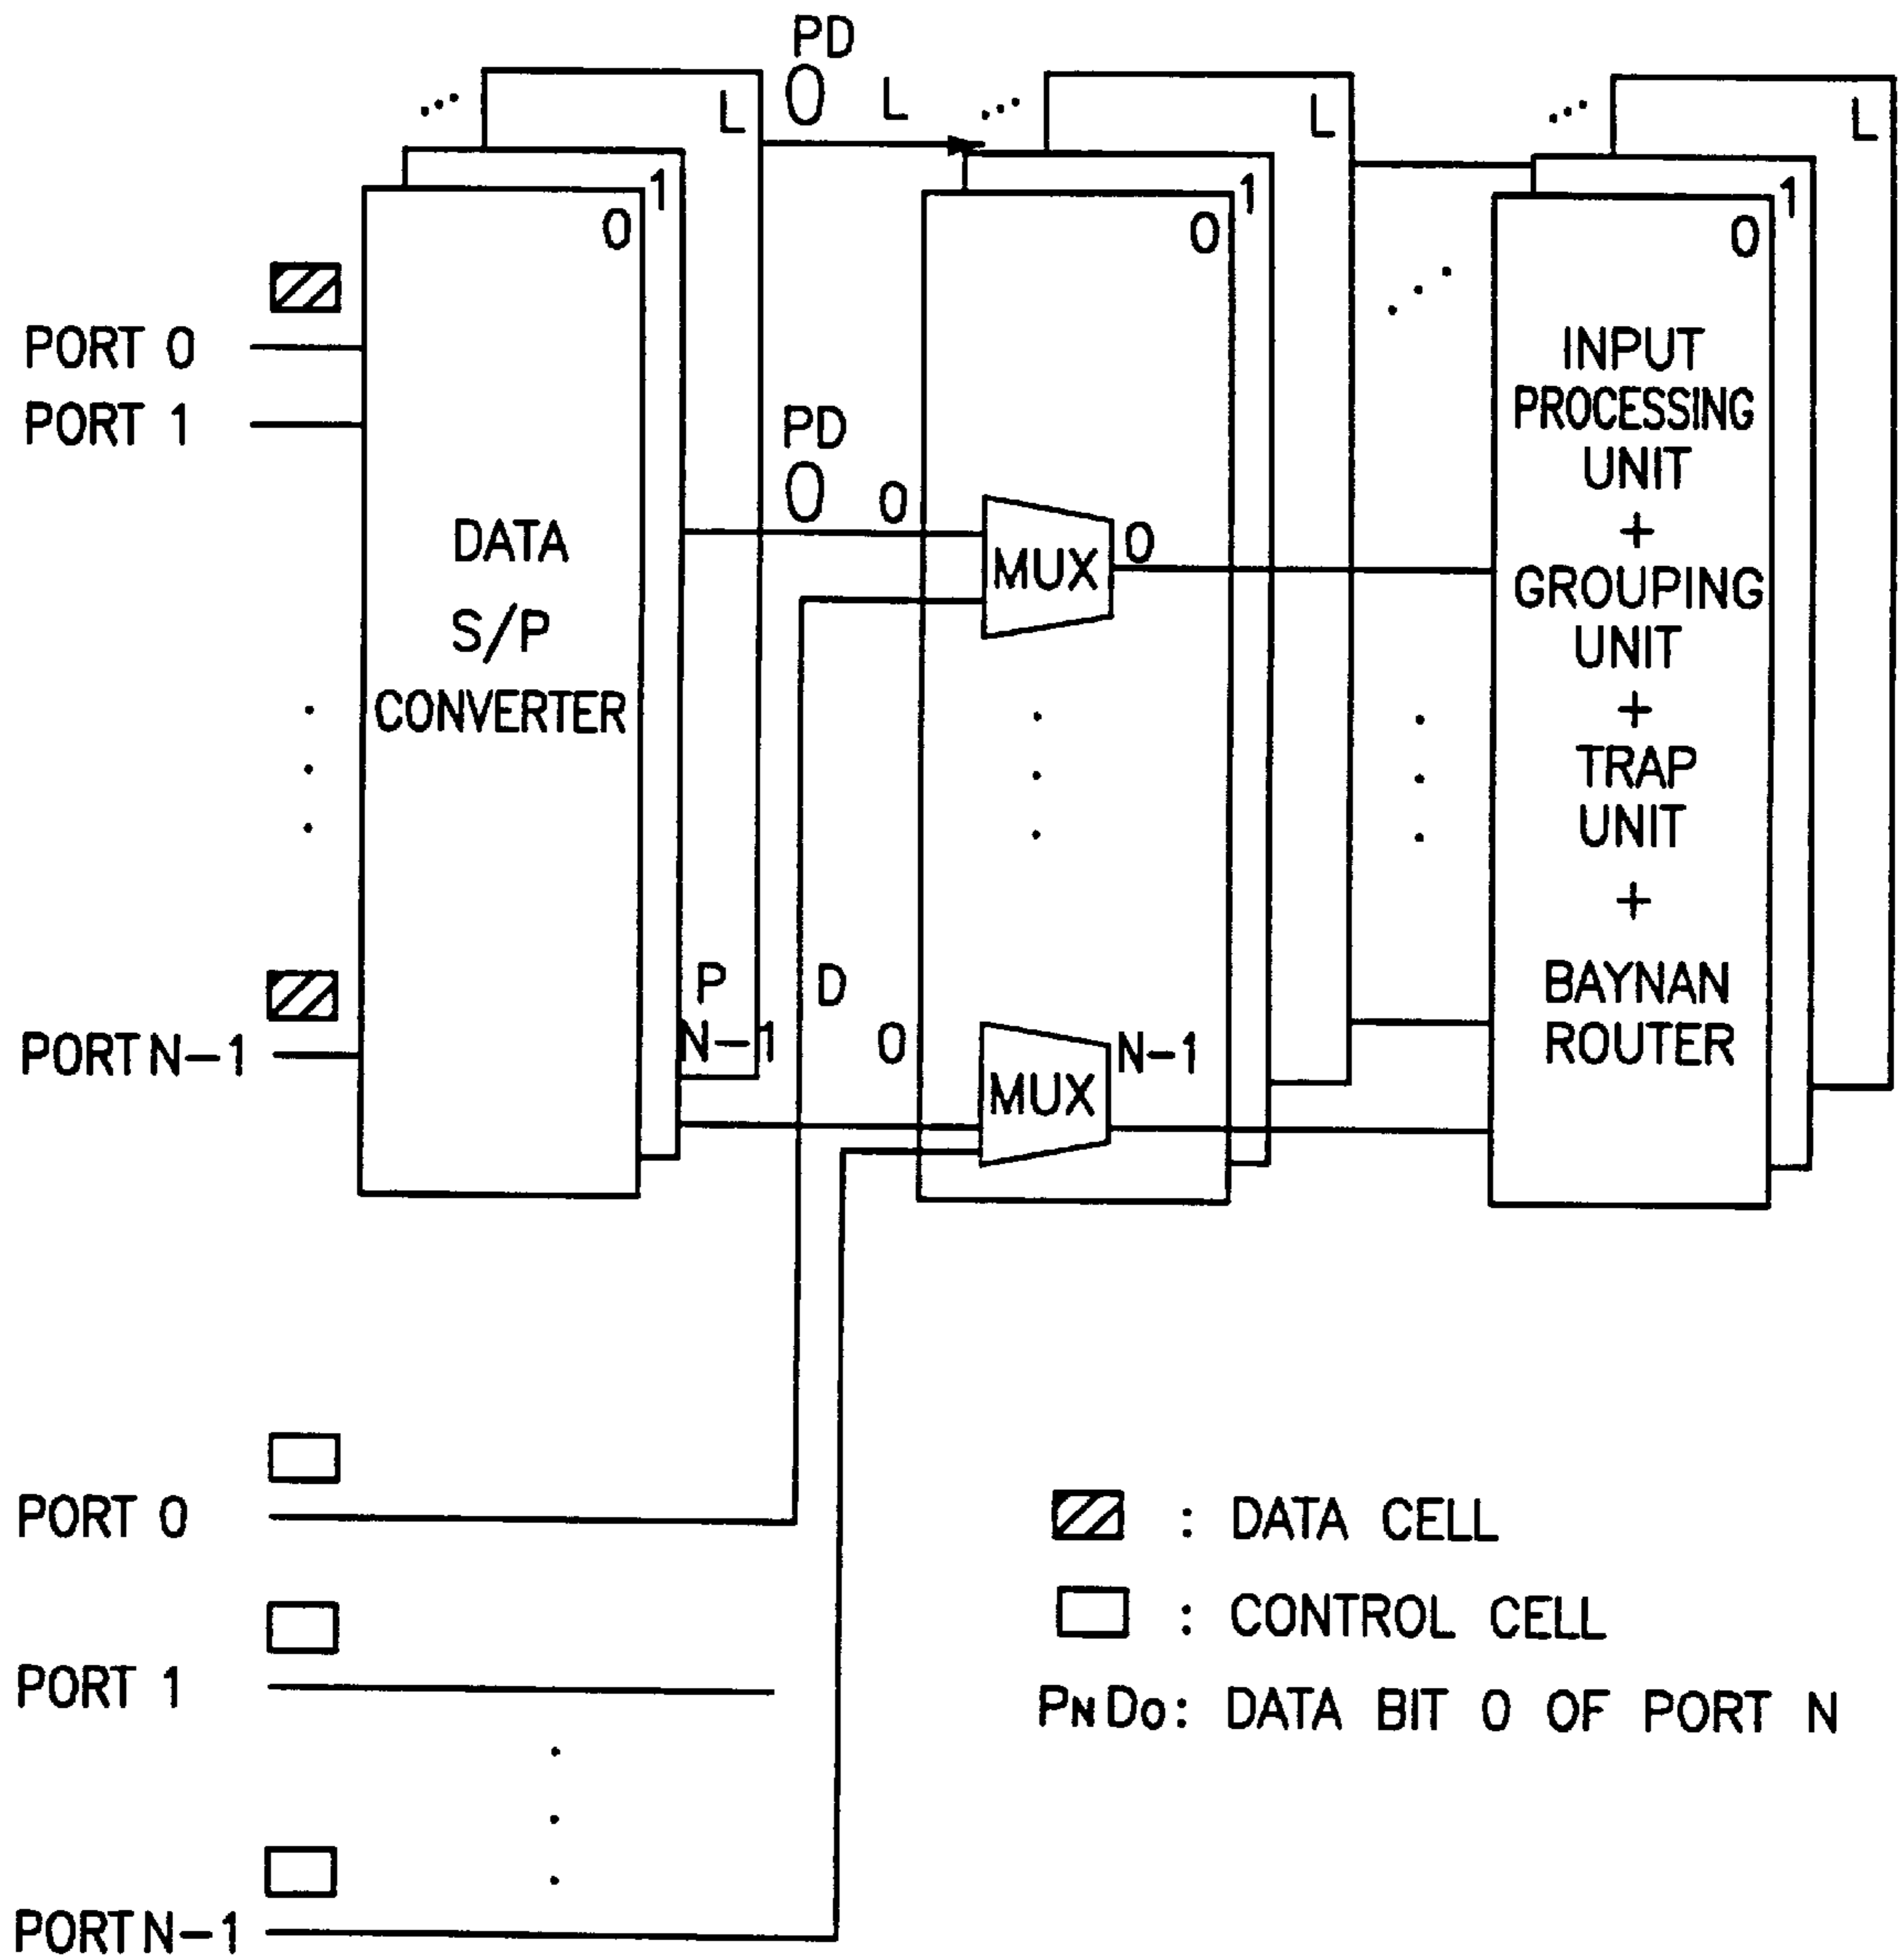 PD
0 L
L
L
L
1
0
1
0
1
0
PORT 0
PORT 1
PD
0 0
DATA
S/P
CONVERTER
MUX
0
INPUT
PROCESSING
UNIT
+
GROUPING
UNIT
+
TRAP
UNIT
+
BAYNAN
ROUTER
P D
N-1 0
PORT N-1
MUX
N-1
PORT 0
PORT 1
PORT N-1
: DATA CELL
: CONTROL CELL
PND0: DATA BIT 0 OF PORT N